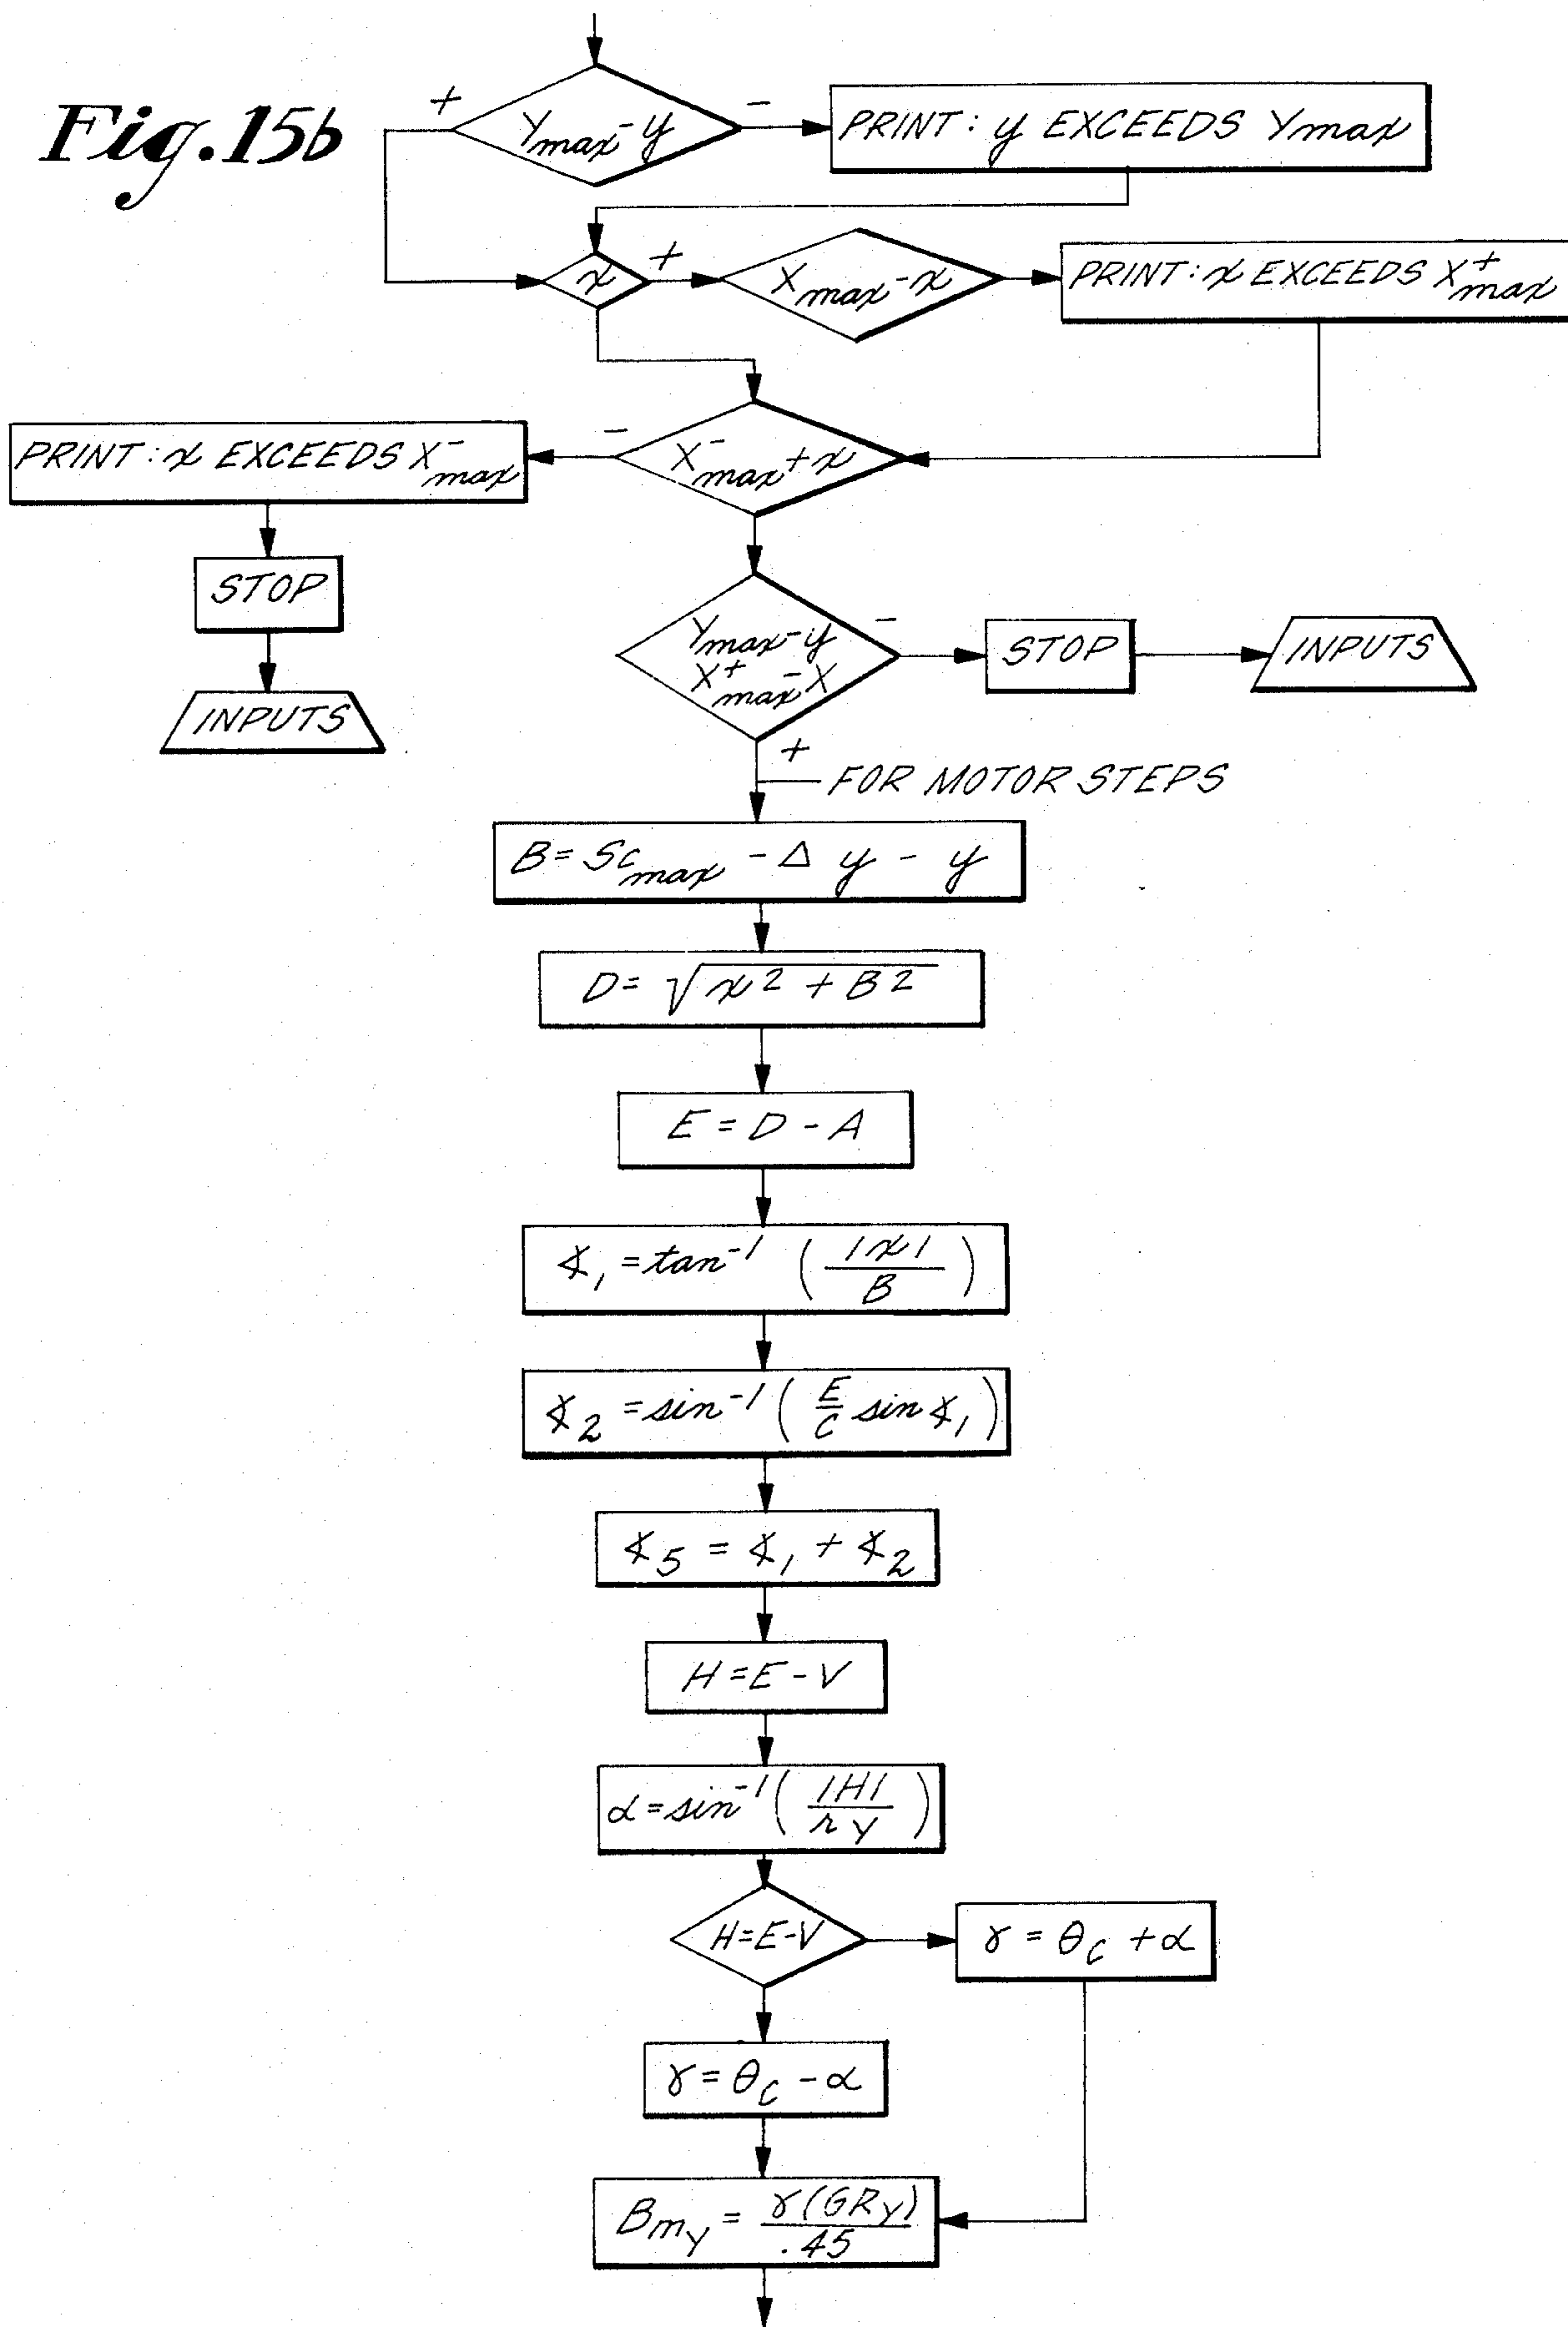 Fig. 15b
+
Ymax - y
-
PRINT: y EXCEEDS Ymax
x
+
Xmax - x
PRINT: x EXCEEDS X+max
PRINT: x EXCEEDS X-max
-
X-max + x
STOP
INPUTS
Ymax - y
X+max - X
-
STOP
INPUTS
+
FOR MOTOR STEPS
B = Scmax - Δ y - y
D = √x² + B²
E = D - A
∡1 = tan⁻¹ (|x|/B)
∡2 = sin⁻¹ (E/C sin ∡1)
∡5 = ∡1 + ∡2
H = E - V
α = sin⁻¹ (|H|/rY)
H = E - V
γ = θC + α
γ = θC - α
BmY = γ(GRY)/.45